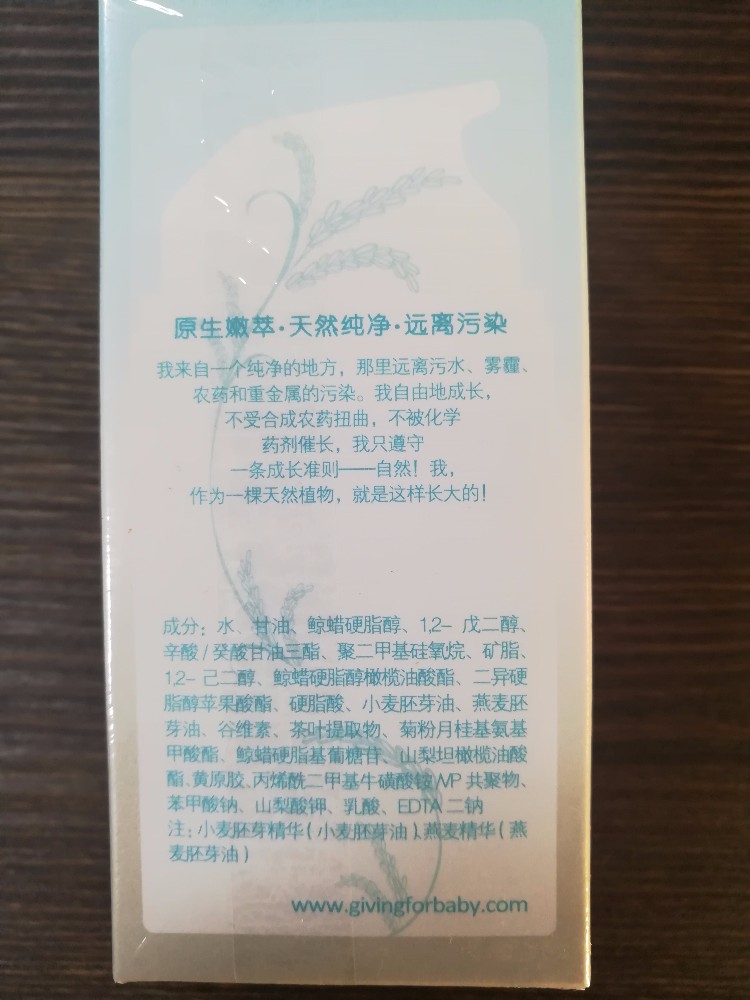 原生嫩萃·天然纯净·远离污染
我来自一个纯净的地方，那里远离污水、雾霾、
农药和重金属的污染。我自由地成长，
不受合成农药扭曲，不被化学
药剂催长，我只遵守
一条成长准则——自然！我，
作为一棵天然植物，就是这样长大的！
成分：水、甘油、鲸蜡硬脂醇、1,2- 戊二醇、
辛酸 / 癸酸甘油三酯、聚二甲基硅氧烷、矿脂、
1,2- 己二醇、鲸蜡硬脂醇橄榄油酸酯、二异硬
脂醇苹果酸酯、硬脂酸、小麦胚芽油、燕麦胚
芽油、谷维素、茶叶提取物、菊粉月桂基氨基
甲酸酯、鲸蜡硬脂基葡糖苷、山梨坦橄榄油酸
酯、黄原胶、丙烯酰二甲基牛磺酸铵/VP 共聚物、
苯甲酸钠、山梨酸钾、乳酸、EDTA 二钠
注：小麦胚芽精华（小麦胚芽油）、燕麦精华（燕
麦胚芽油）
www.givingforbaby.com